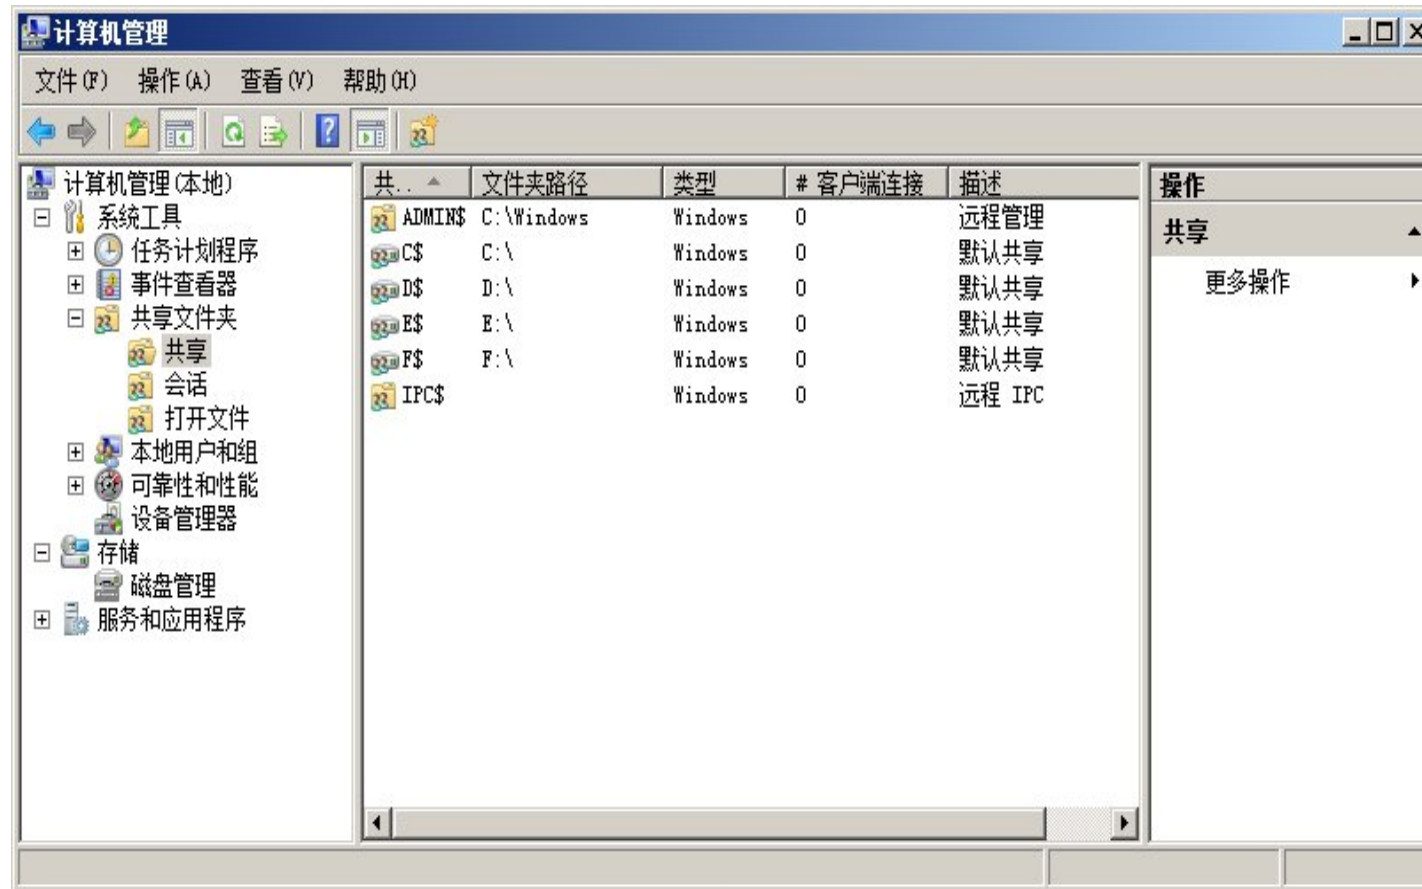 计算机管理
文件(F) 操作(A) 查看(V) 帮助(H)
计算机管理(本地)
系统工具
任务计划程序
事件查看器
共享文件夹
共享
会话
打开文件
本地用户和组
可靠性和性能
设备管理器
存储
磁盘管理
服务和应用程序
共.. 文件夹路径 类型 # 客户端连接 描述
ADMIN$ C:\Windows Windows 0 远程管理
C$ C:\ Windows 0 默认共享
D$ D:\ Windows 0 默认共享
E$ E:\ Windows 0 默认共享
F$ F:\ Windows 0 默认共享
IPC$ Windows 0 远程 IPC
操作
共享
更多操作